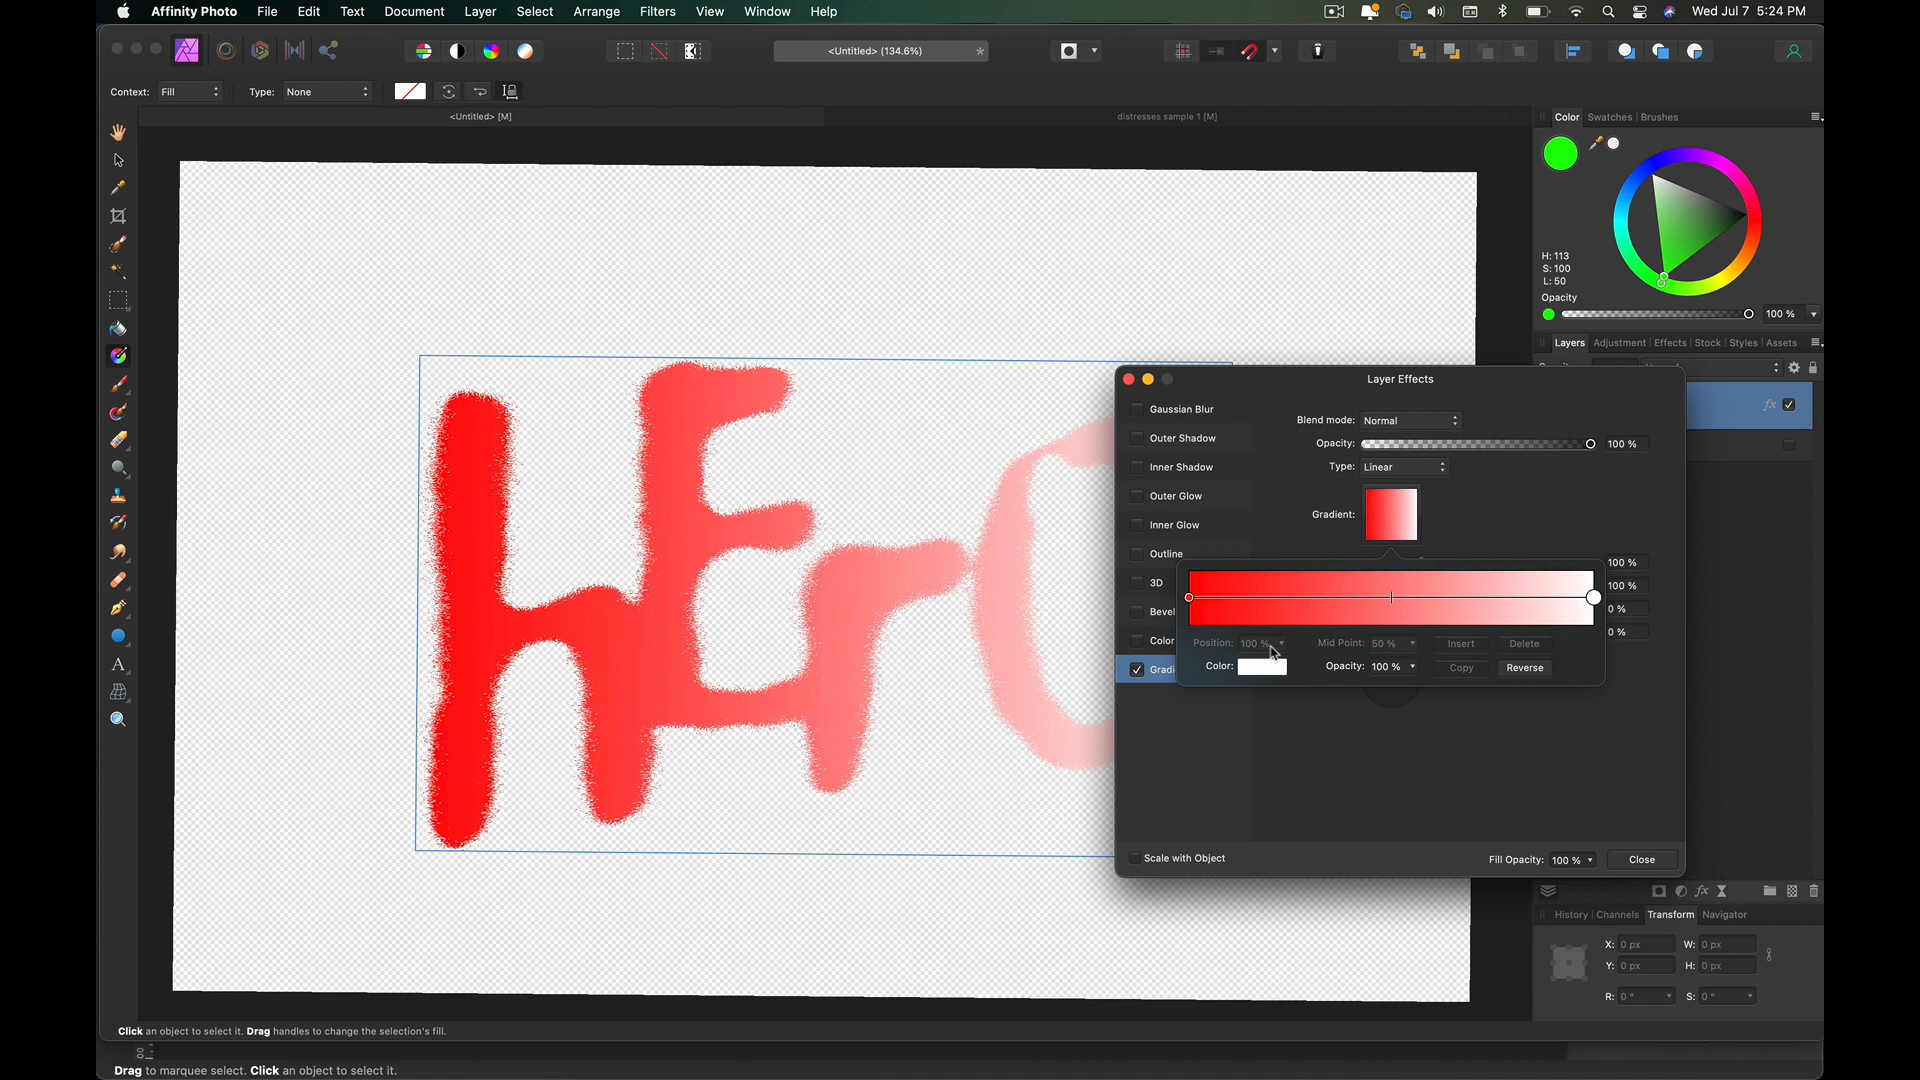 Affinity Photo File Edit Text Document Layer Select Arrange Filters View Window Help Wed Jul 7 5:24 PM
<Untitled> (134.6%) *
Context: Fill Type: None
<Untitled> [M] distresses sample 1 [M]
Color Swatches Brushes
H: 113
S: 100
L: 50
Opacity
100 %
Layers Adjustment Effects Stock Styles Assets
fx
Layer Effects
Gaussian Blur
Outer Shadow
Inner Shadow
Outer Glow
Inner Glow
Outline
3D
Bevel
Color
Gradi
Blend mode: Normal
Opacity: 100 %
Type: Linear
Gradient:
100 %
100 %
0 %
0 %
Position: 100 % Mid Point: 50 % Insert Delete
Color: Opacity: 100 % Copy Reverse
Scale with Object Fill Opacity: 100 % Close
fx
History Channels Transform Navigator
X: 0 px W: 0 px
Y: 0 px H: 0 px
R: 0 ° S: 0 °
A
Click an object to select it. Drag handles to change the selection's fill.
Drag to marquee select. Click an object to select it.